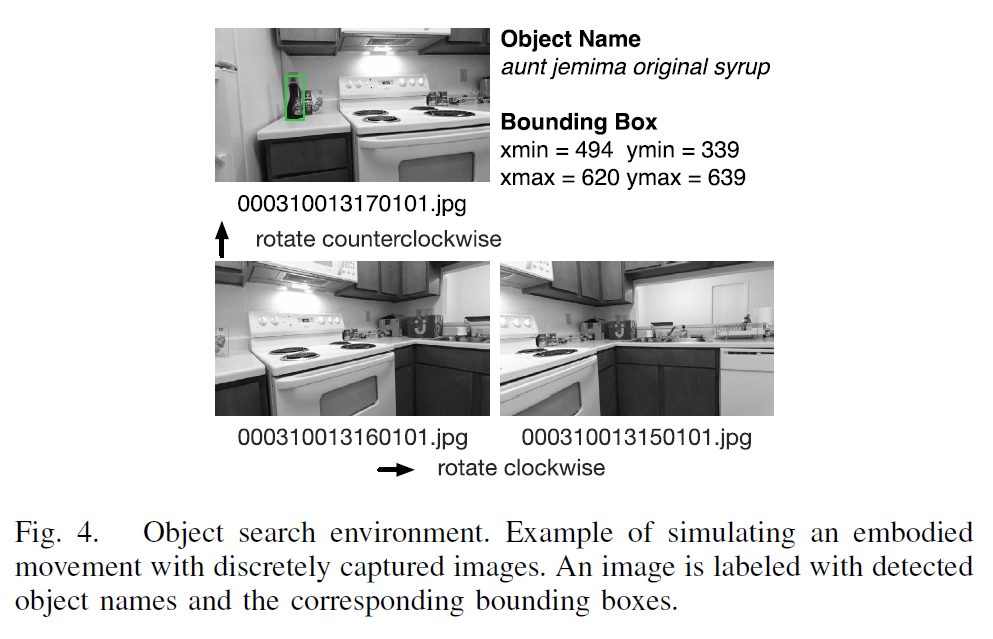 Object Name
aunt jemima original syrup
Bounding Box
xmin = 494 ymin = 339
xmax = 620 ymax = 639
000310013170101.jpg
rotate counterclockwise
000310013160101.jpg
000310013150101.jpg
rotate clockwise
Fig. 4. Object search environment. Example of simulating an embodied
movement with discretely captured images. An image is labeled with detected
object names and the corresponding bounding boxes.